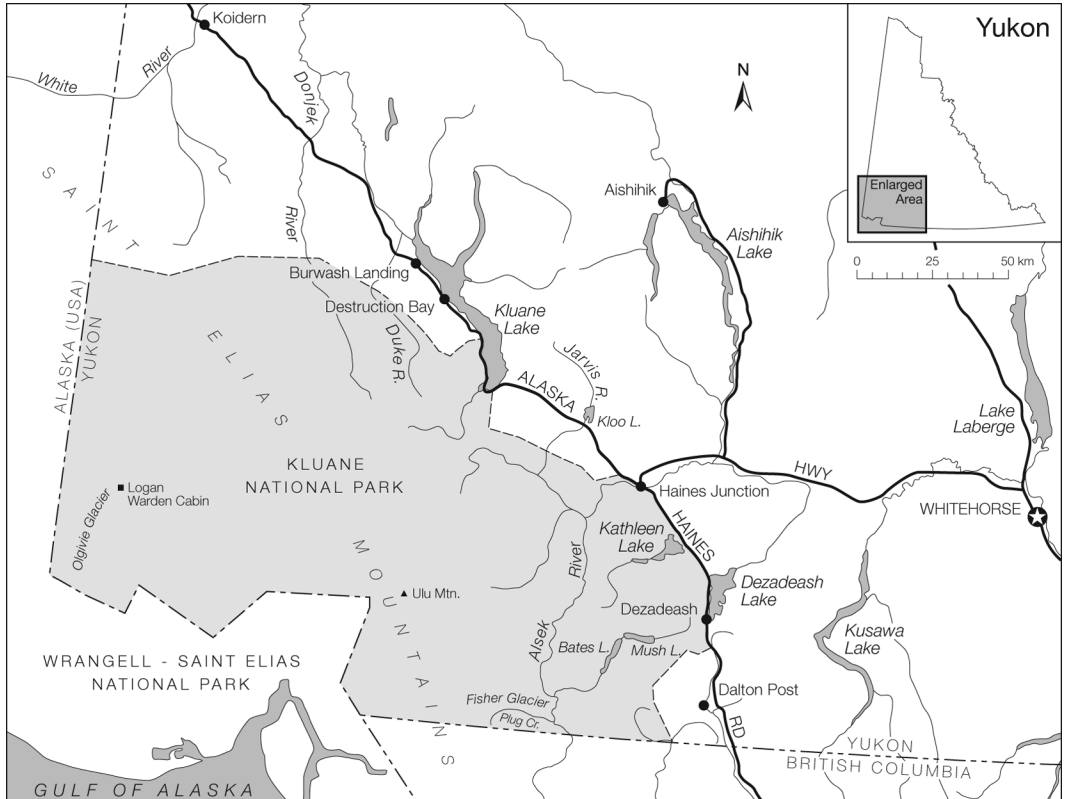 Koidern
Yukon
White
River
Donjek
N
Enlarged
Area
Aishihik
SAINT
River
Aishihik
Lake
0 25 50 km
Burwash Landing
Destruction Bay
Kluane
Lake
ALASKA (USA)
YUKON
ELIAS
Duke R.
Jarvis R.
ALASKA
Kloo L.
Lake
Laberge
KLUANE
NATIONAL PARK
HWY
Logan
Warden Cabin
Haines Junction
WHITEHORSE
Olgivie Glacier
Kathleen
Lake
HAINES
River
MOUNTAINS
Ulu Mtn.
Dezadeash
Lake
Dezadeash
Alsek
Bates L.
Mush L.
Kusawa
Lake
WRANGELL - SAINT ELIAS
NATIONAL PARK
Fisher Glacier
Plug Cr.
Dalton Post
RD
YUKON
BRITISH COLUMBIA
GULF OF ALASKA